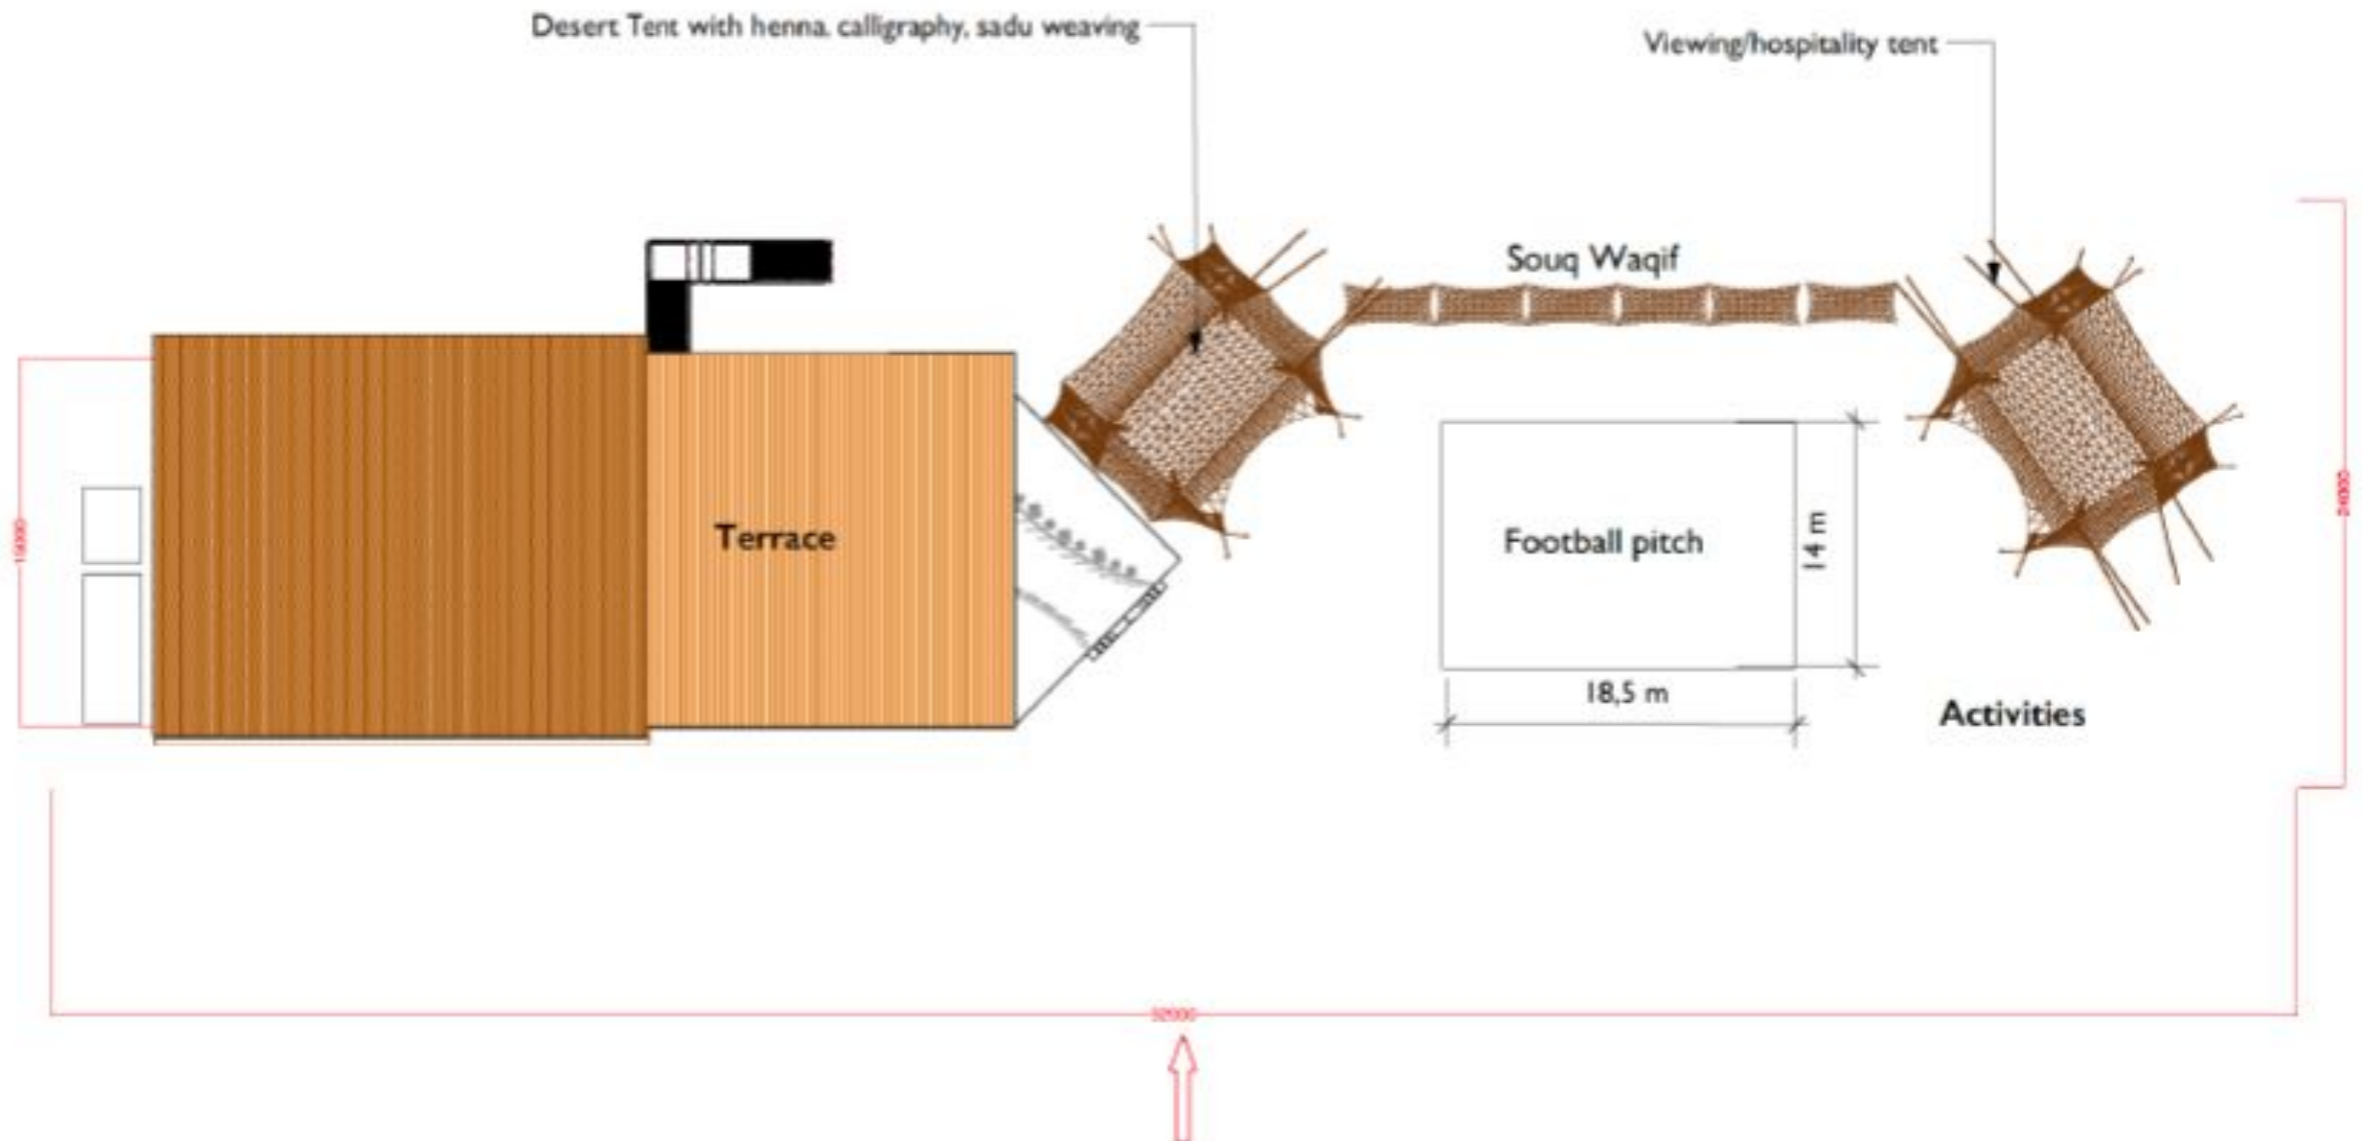 Desert Tent with henna, calligraphy, sadu weaving
Viewing/hospitality tent
Souq Waqif
Terrace
Football pitch
14 m
18,5 m
Activities